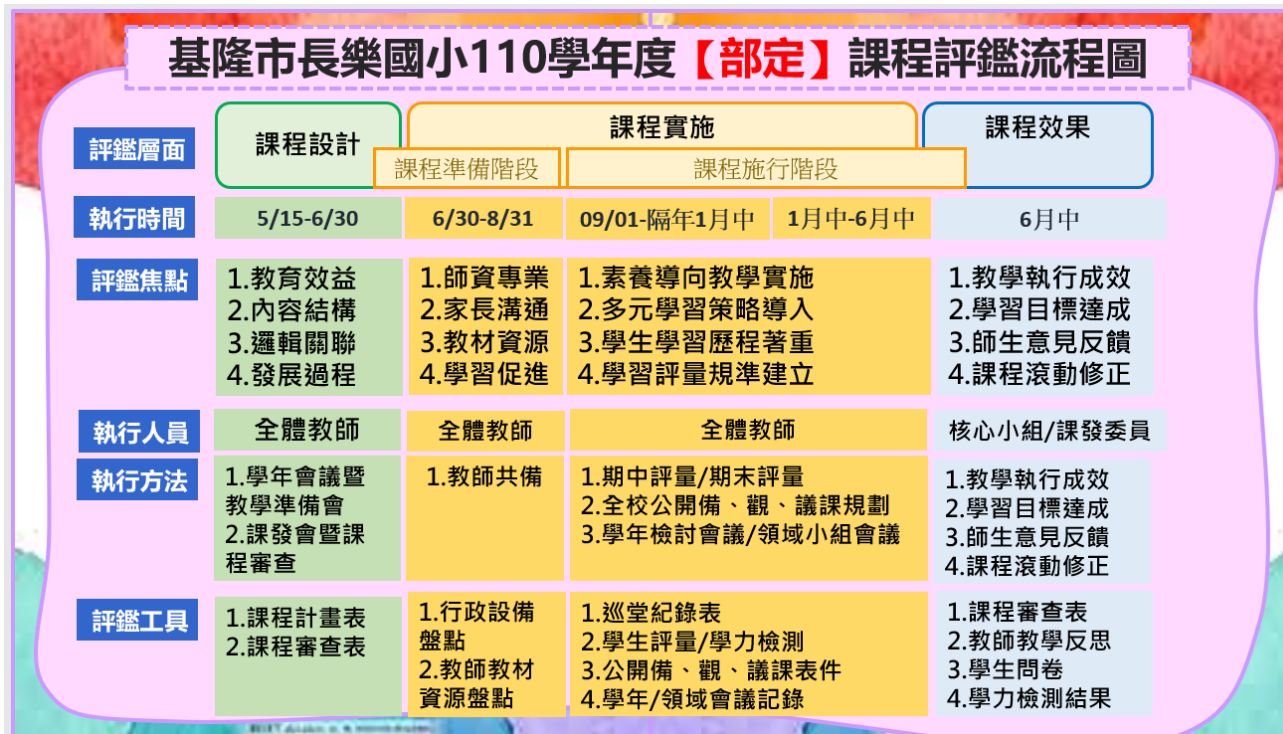 基隆市長樂國小110學年度【部定】課程評鑑流程圖
評鑑層面
課程設計
課程實施
課程準備階段
課程施行階段
課程效果
執行時間
5/15-6/30
6/30-8/31
09/01-隔年1月中
1月中-6月中
6月中
評鑑焦點
1.教育效益
2.內容結構
3.邏輯關聯
4.發展過程
1.師資專業
2.家長溝通
3.教材資源
4.學習促進
1.素養導向教學實施
2.多元學習策略導入
3.學生學習歷程著重
4.學習評量規準建立
1.教學執行成效
2.學習目標達成
3.師生意見反饋
4.課程滾動修正
執行人員
全體教師
全體教師
全體教師
核心小組/課發委員
執行方法
1.學年會議暨
教學準備會
2.課發會暨課
程審查
1.教師共備
1.期中評量/期末評量
2.全校公開備、觀、議課規劃
3.學年檢討會議/領域小組會議
1.教學執行成效
2.學習目標達成
3.師生意見反饋
4.課程滾動修正
評鑑工具
1.課程計畫表
2.課程審查表
1.行政設備
盤點
2.教師教材
資源盤點
1.巡堂紀錄表
2.學生評量/學力檢測
3.公開備、觀、議課表件
4.學年/領域會議記錄
1.課程審查表
2.教師教學反思
3.學生問卷
4.學力檢測結果